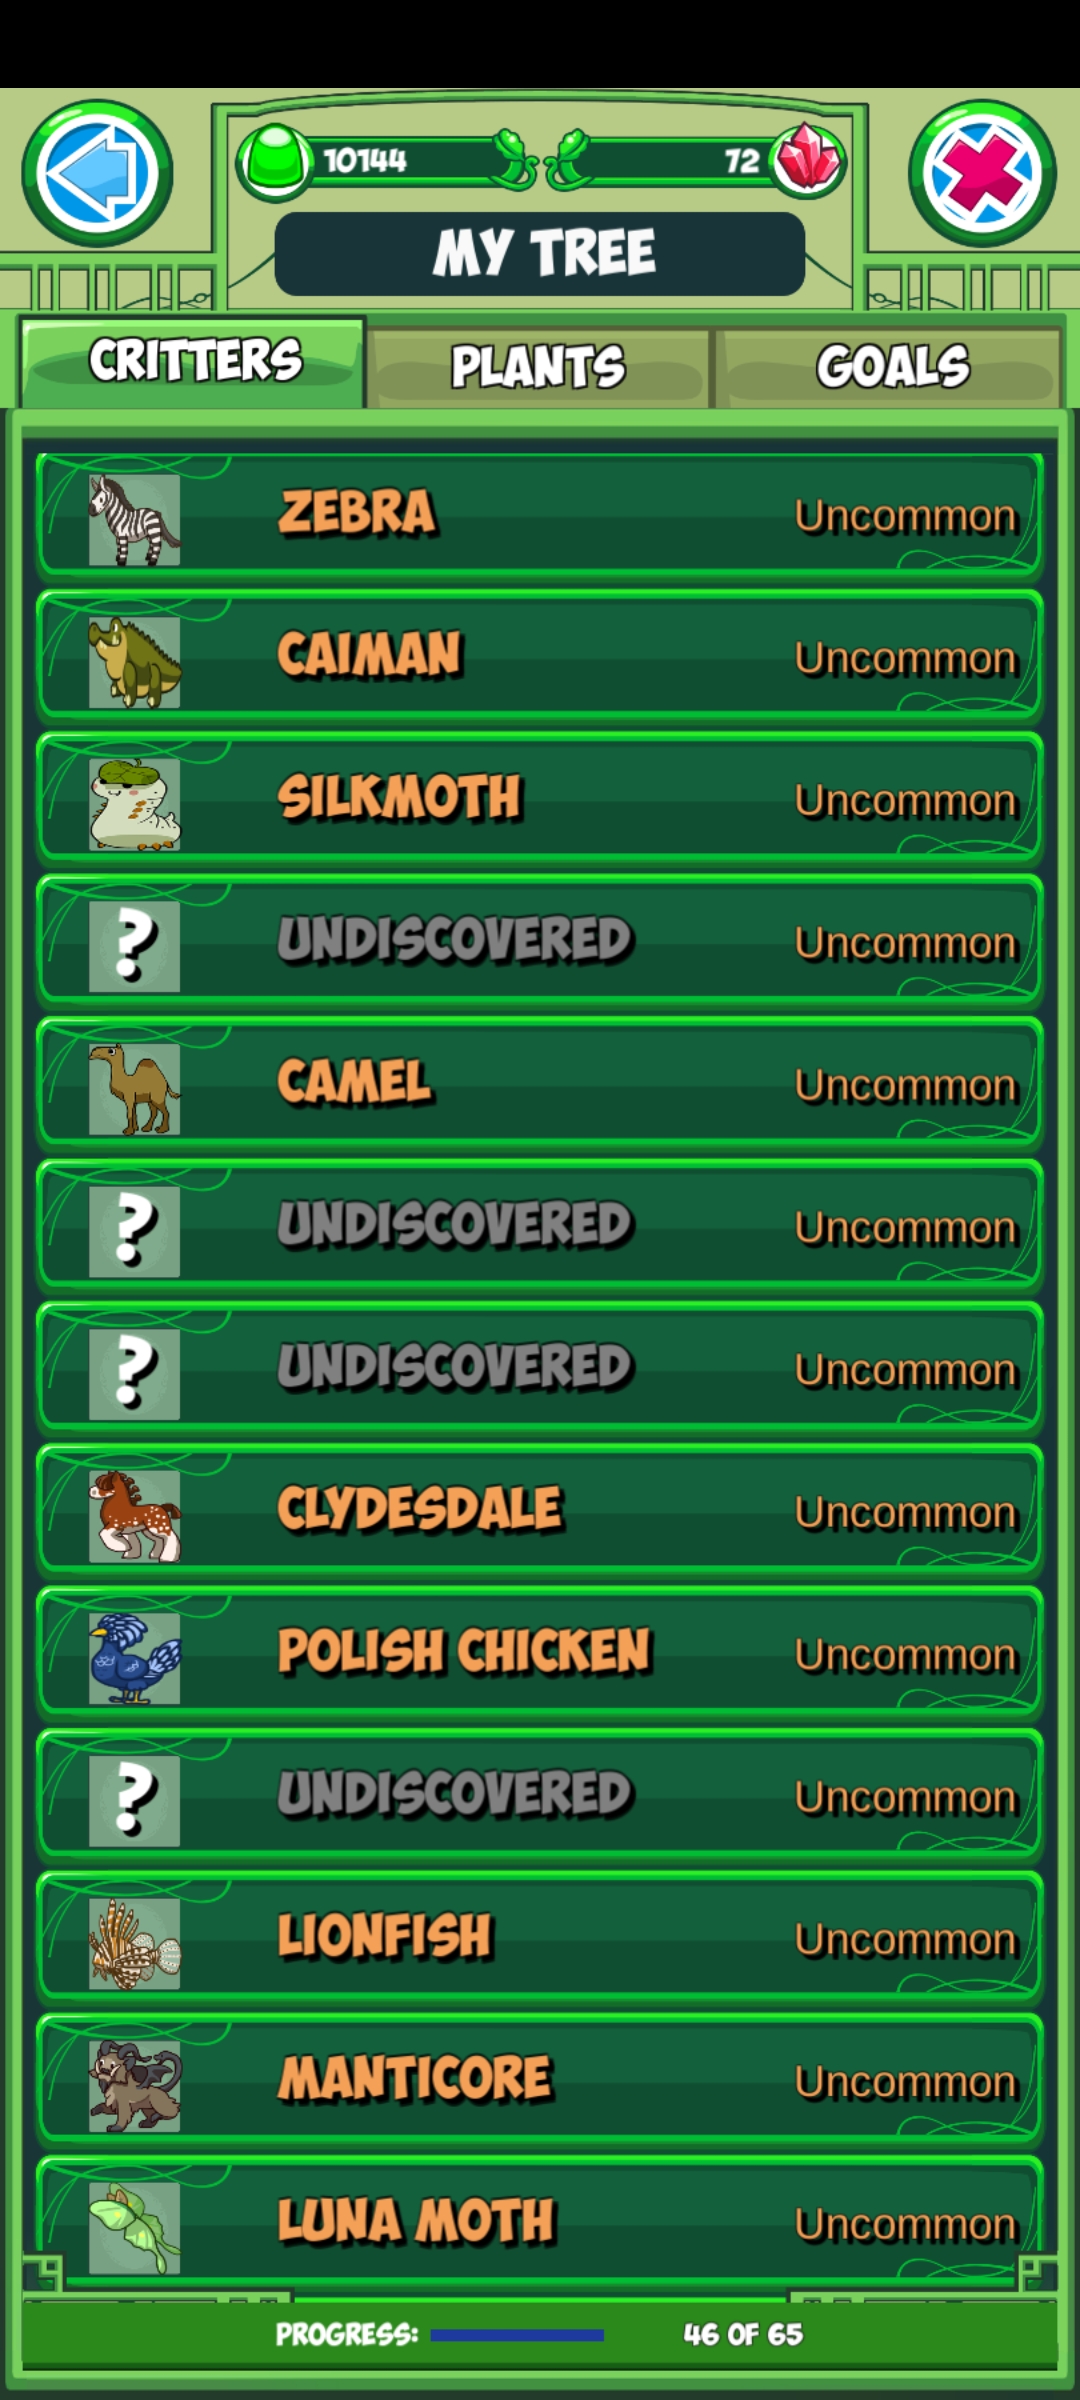 10144
72
MY TREE
CRITTERS
PLANTS
GOALS
ZEBRA
Uncommon
CAIMAN
Uncommon
SILKMOTH
Uncommon
?
UNDISCOVERED
Uncommon
CAMEL
Uncommon
?
UNDISCOVERED
Uncommon
?
UNDISCOVERED
Uncommon
CLYDESDALE
Uncommon
POLISH CHICKEN
Uncommon
?
UNDISCOVERED
Uncommon
LIONFISH
Uncommon
MANTICORE
Uncommon
LUNA MOTH
Uncommon
PROGRESS:
46 OF 65